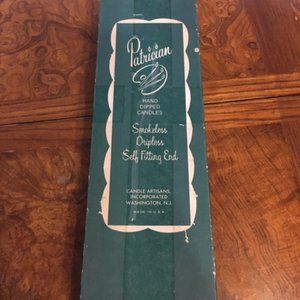 Patrician
HAND
DIPPED
CANDLES
Smokeless
Dripless
Self Fitting End
CANDLE ARTISANS,
INCORPORATED
WASHINGTON, N.J.
MADE IN U.S.A.